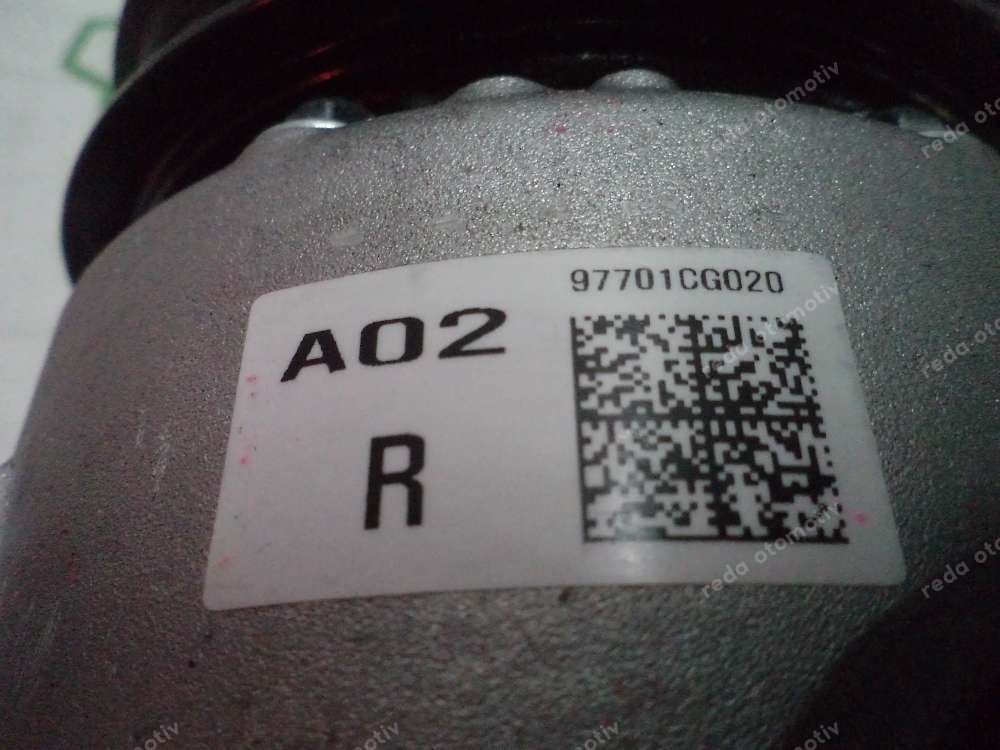 97701CG020
A02
R
reda otomotiv
reda otomotiv
reda otomotiv
reda otomotiv